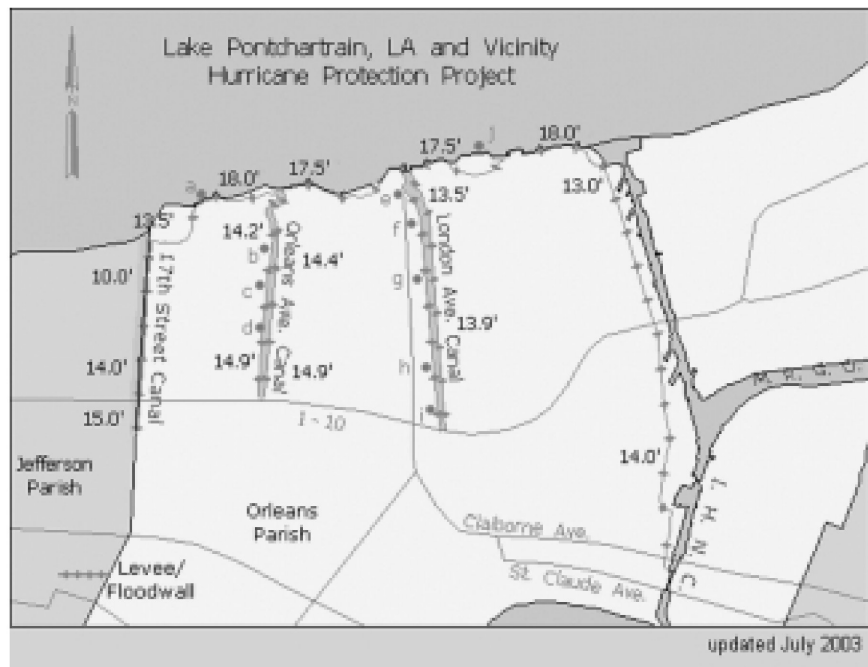 Lake Pontchartrain, LA and Vicinity
Hurricane Protection Project
N
17.5'
j
18.0'
17.5'
a
18.0'
13.0'
13.5'
e
13.5'
14.2'
f
b
14.4'
10.0'
g
c
17th Street Canal
Orleans Ave. Canal
London Ave. Canal
d
13.9'
14.0'
14.9'
14.9'
h
M. R. G. O.
15.0'
i
I - 10
Jefferson
Parish
14.0'
Orleans
Parish
Claiborne Ave.
I. H. N. C.
Levee/
Floodwall
St. Claude Ave.
updated July 2003